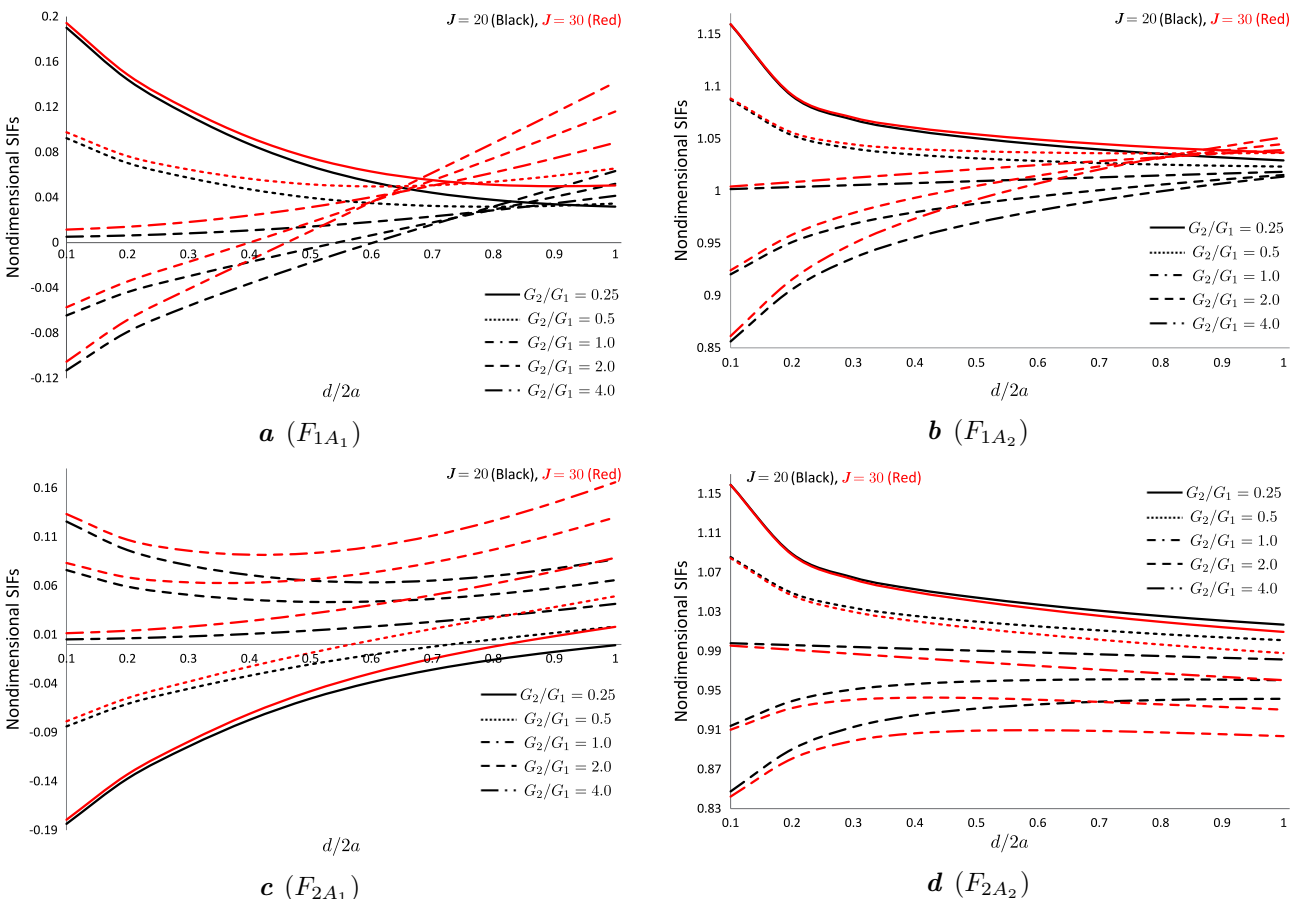 J = 20 (Black), J = 30 (Red)
Nondimensional SIFs
0.2
0.16
0.12
0.08
0.04
0
-0.04
-0.08
-0.12
0.1 0.2 0.3 0.4 0.5 0.6 0.7 0.8 0.9 1
G₂/G₁ = 0.25
G₂/G₁ = 0.5
G₂/G₁ = 1.0
G₂/G₁ = 2.0
G₂/G₁ = 4.0
d/2a
a (F₁A₁)
J = 20 (Black), J = 30 (Red)
Nondimensional SIFs
1.15
1.1
1.05
1
0.95
0.9
0.85
0.1 0.2 0.3 0.4 0.5 0.6 0.7 0.8 0.9 1
G₂/G₁ = 0.25
G₂/G₁ = 0.5
G₂/G₁ = 1.0
G₂/G₁ = 2.0
G₂/G₁ = 4.0
d/2a
b (F₁A₂)
J = 20 (Black), J = 30 (Red)
Nondimensional SIFs
0.16
0.11
0.06
0.01
-0.04
-0.09
-0.14
-0.19
0.1 0.2 0.3 0.4 0.5 0.6 0.7 0.8 0.9 1
G₂/G₁ = 0.25
G₂/G₁ = 0.5
G₂/G₁ = 1.0
G₂/G₁ = 2.0
G₂/G₁ = 4.0
d/2a
c (F₂A₁)
J = 20 (Black), J = 30 (Red)
Nondimensional SIFs
1.15
1.11
1.07
1.03
0.99
0.95
0.91
0.87
0.83
0.1 0.2 0.3 0.4 0.5 0.6 0.7 0.8 0.9 1
G₂/G₁ = 0.25
G₂/G₁ = 0.5
G₂/G₁ = 1.0
G₂/G₁ = 2.0
G₂/G₁ = 4.0
d/2a
d (F₂A₂)